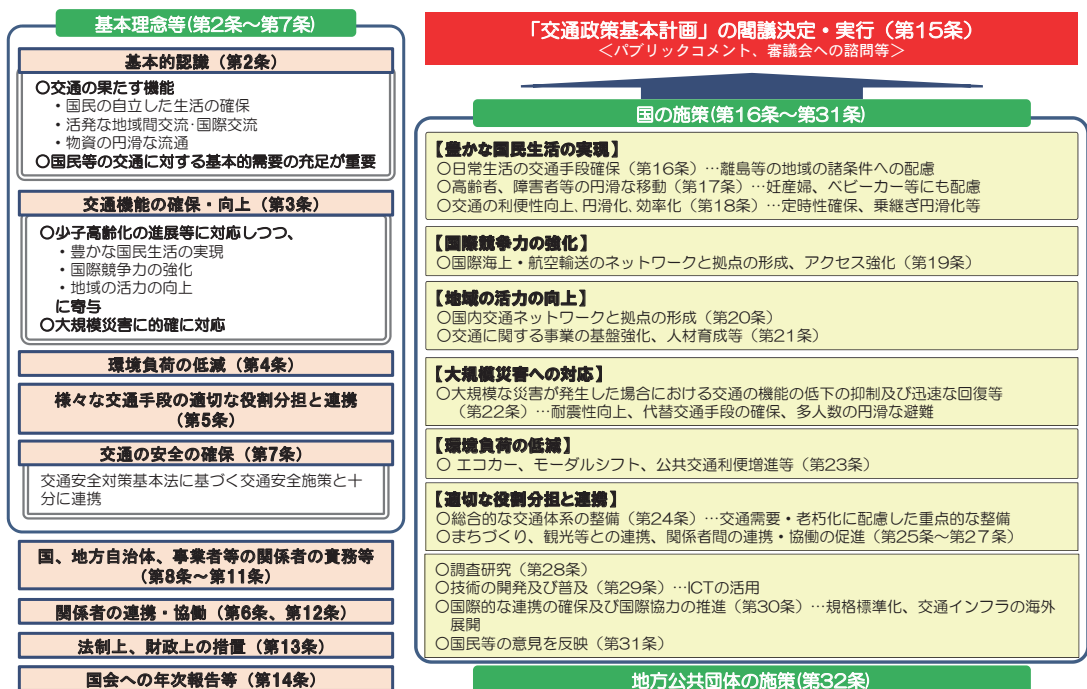 基本理念等(第2条～第7条)
基本的認識（第2条）
○交通の果たす機能
・国民の自立した生活の確保
・活発な地域間交流・国際交流
・物資の円滑な流通
○国民等の交通に対する基本的需要の充足が重要
交通機能の確保・向上（第3条）
○少子高齢化の進展等に対応しつつ、
・豊かな国民生活の実現
・国際競争力の強化
・地域の活力の向上
に寄与
○大規模災害に的確に対応
環境負荷の低減（第4条）
様々な交通手段の適切な役割分担と連携
（第5条）
交通の安全の確保（第7条）
交通安全対策基本法に基づく交通安全施策と十
分に連携
国、地方自治体、事業者等の関係者の責務等
（第8条～第11条）
関係者の連携・協働（第6条、第12条）
法制上、財政上の措置（第13条）
国会への年次報告等（第14条）
「交通政策基本計画」の閣議決定・実行（第15条）
＜パブリックコメント、審議会への諮問等＞
国の施策(第16条～第31条)
【豊かな国民生活の実現】
○日常生活の交通手段確保（第16条）…離島等の地域の諸条件への配慮
○高齢者、障害者等の円滑な移動（第17条）…妊産婦、ベビーカー等にも配慮
○交通の利便性向上、円滑化、効率化（第18条）…定時性確保、乗継ぎ円滑化等
【国際競争力の強化】
○国際海上・航空輸送のネットワークと拠点の形成、アクセス強化（第19条）
【地域の活力の向上】
○国内交通ネットワークと拠点の形成（第20条）
○交通に関する事業の基盤強化、人材育成等（第21条）
【大規模災害への対応】
○大規模な災害が発生した場合における交通の機能の低下の抑制及び迅速な回復等
（第22条）…耐震性向上、代替交通手段の確保、多人数の円滑な避難
【環境負荷の低減】
○ エコカー、モーダルシフト、公共交通利便増進等（第23条）
【適切な役割分担と連携】
○総合的な交通体系の整備（第24条）…交通需要・老朽化に配慮した重点的な整備
○まちづくり、観光等との連携、関係者間の連携・協働の促進（第25条～第27条）
○調査研究（第28条）
○技術の開発及び普及（第29条）…ICTの活用
○国際的な連携の確保及び国際協力の推進（第30条）…規格標準化、交通インフラの海外
展開
○国民等の意見を反映（第31条）
地方公共団体の施策(第32条)